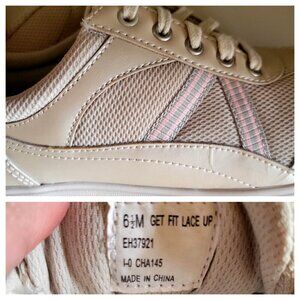 6½M GET FIT LACE UP
EH37921
I-0 CHA145
MADE IN CHINA